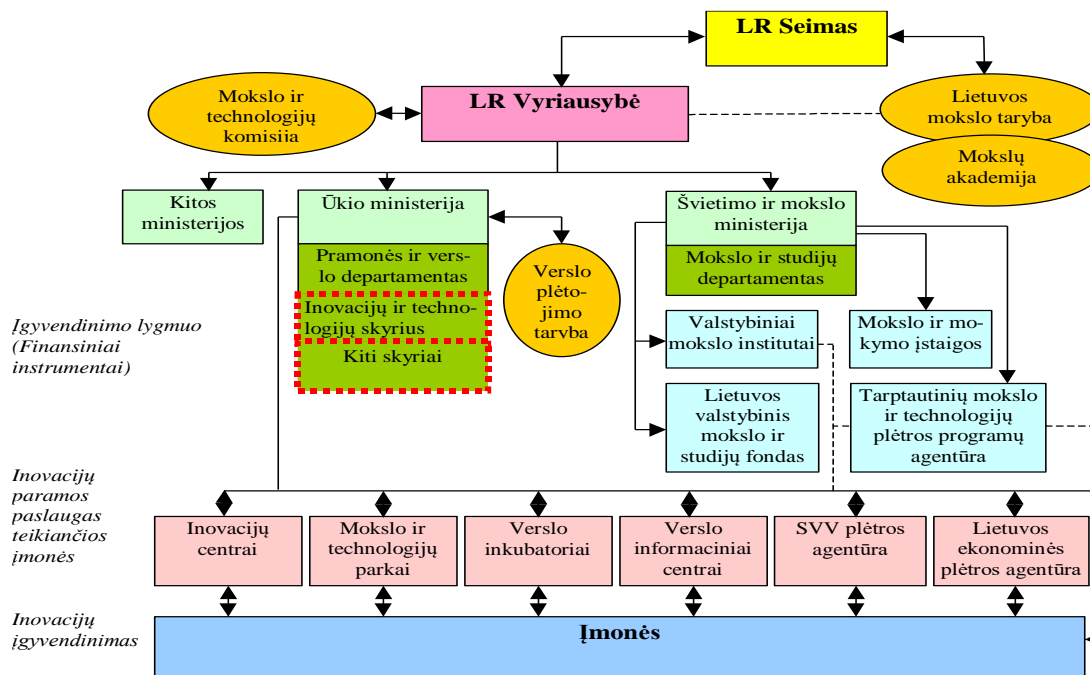 LR Seimas
LR Vyriausybė
Mokslo ir
technologijų
komisija
Lietuvos
mokslo taryba
Mokslų
akademija
Kitos
ministerijos
Ūkio ministerija
Pramonės ir vers-
slo departamentas
Inovacijų ir techno-
logijų skyrius
Kiti skyriai
Verslo
plėto-
jimo
taryba
Švietimo ir mokslo
ministerija
Mokslo ir studijų
departamentas
Valstybiniai
mokslo institutai
Mokslo ir mo-
kymo įstaigos
Lietuvos
valstybinis
mokslo ir
studijų fondas
Tarptautinių mokslo
ir technologijų
plėtros programų
agentūra
Įgyvendinimo lygmuo
(Finansiniai
instrumentai)
Inovacijų
paramos
paslaugas
teikiančios
įmonės
Inovacijų
centrai
Mokslo ir
technologijų
parkai
Verslo
inkubatoriai
Verslo
informaciniai
centrai
SVV plėtros
agentūra
Lietuvos
ekonominės
plėtros agentūra
Inovacijų
įgyvendinimas
Įmonės